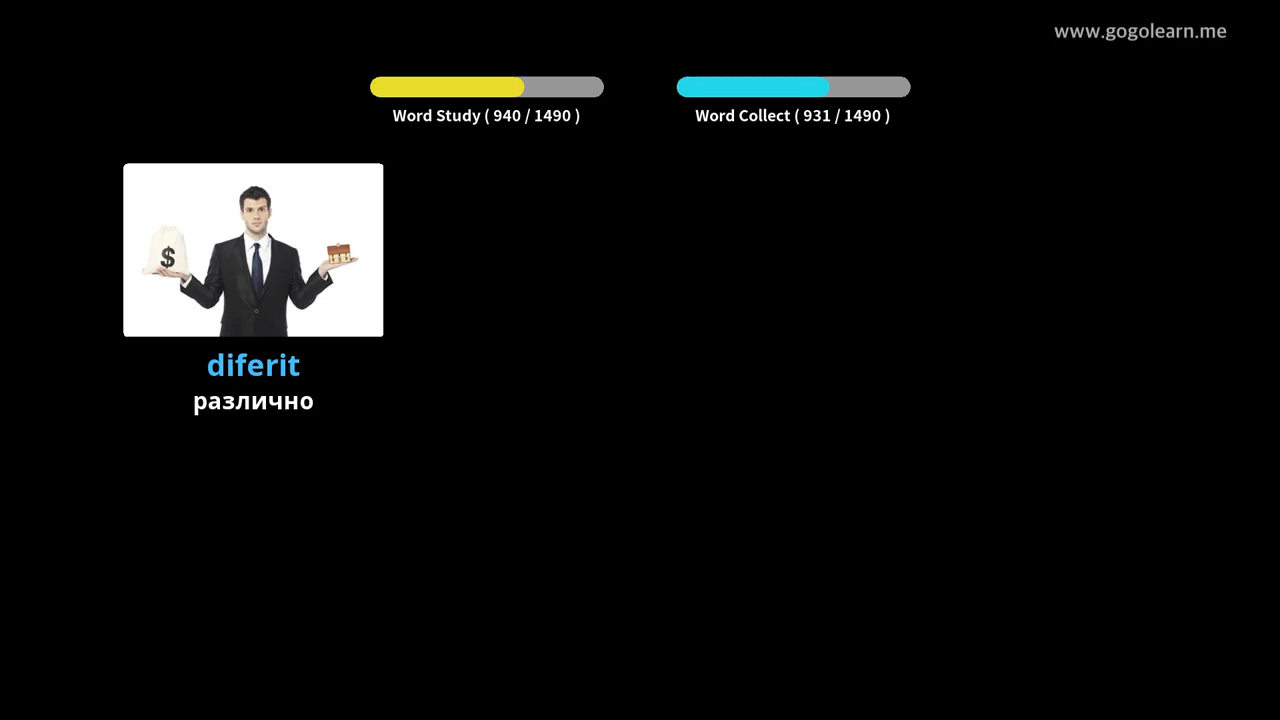 www.gogolearn.me
Word Study ( 940 / 1490 )
Word Collect ( 931 / 1490 )
$
diferit
различно